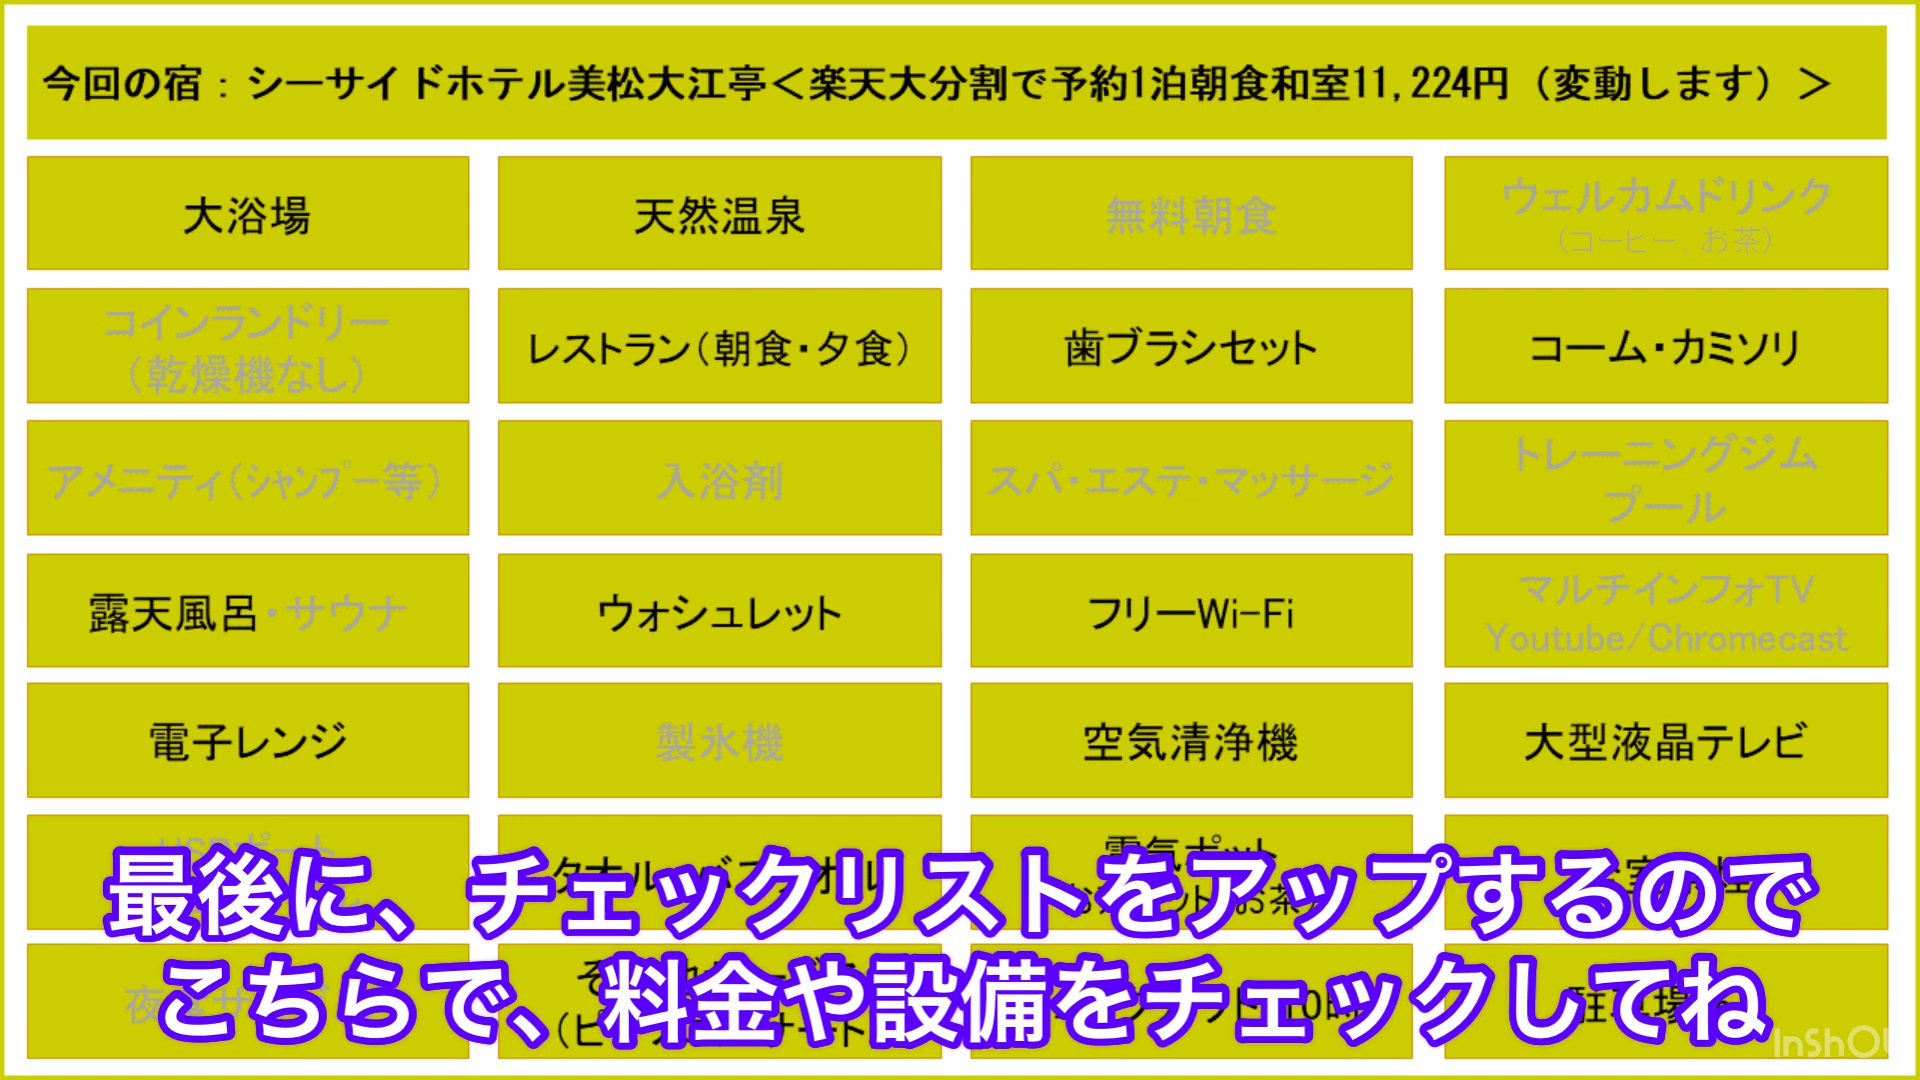 今回の宿：シーサイドホテル美松大江亭＜楽天大分割で予約1泊朝食和室11,224円（変動します）＞
大浴場
天然温泉
無料朝食
ウェルカムドリンク
（コーヒー、お茶）
コインランドリー
（乾燥機なし）
レストラン（朝食・夕食）
歯ブラシセット
コーム・カミソリ
アメニティ（シャンプー等）
入浴剤
スパ・エステ・マッサージ
トレーニングジム
プール
露天風呂・サウナ
ウォシュレット
フリーWi-Fi
マルチインフォTV
Youtube/Chromecast
電子レンジ
製氷機
空気清浄機
大型液晶テレビ
電気ポット
最後に、チェックリストをアップするので
こちらで、料金や設備をチェックしてね
InShO